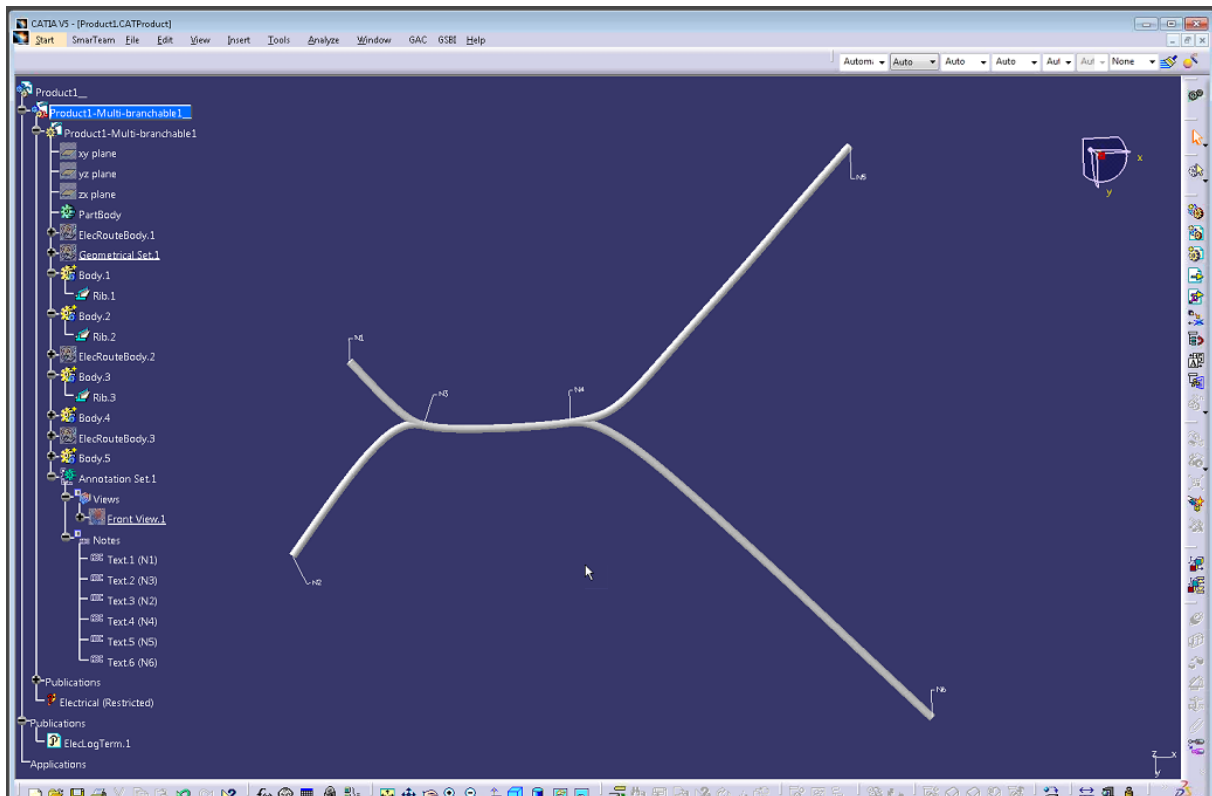 CATIA V5 - [Product1.CATProduct]
Start SmarTeam File Edit View Insert Tools Analyze Window GAC GSBI Help
Auto Auto Auto None
Product1__
Product1-Multi-branchable1__
Product1-Multi-branchable1
xy plane
yz plane
zx plane
PartBody
ElecRouteBody.1
Geometrical Set.1
Body.1
Rib.1
Body.2
Rib.2
ElecRouteBody.2
Body.3
Rib.3
Body.4
ElecRouteBody.3
Body.5
Annotation Set.1
Views
Front View.1
Notes
Text.1 (N1)
Text.2 (N3)
Text.3 (N2)
Text.4 (N4)
Text.5 (N5)
Text.6 (N6)
Publications
Electrical (Restricted)
Publications
ElecLogTerm.1
Applications
N1
N3
N4
N5
N2
N6
x
y
z x
y